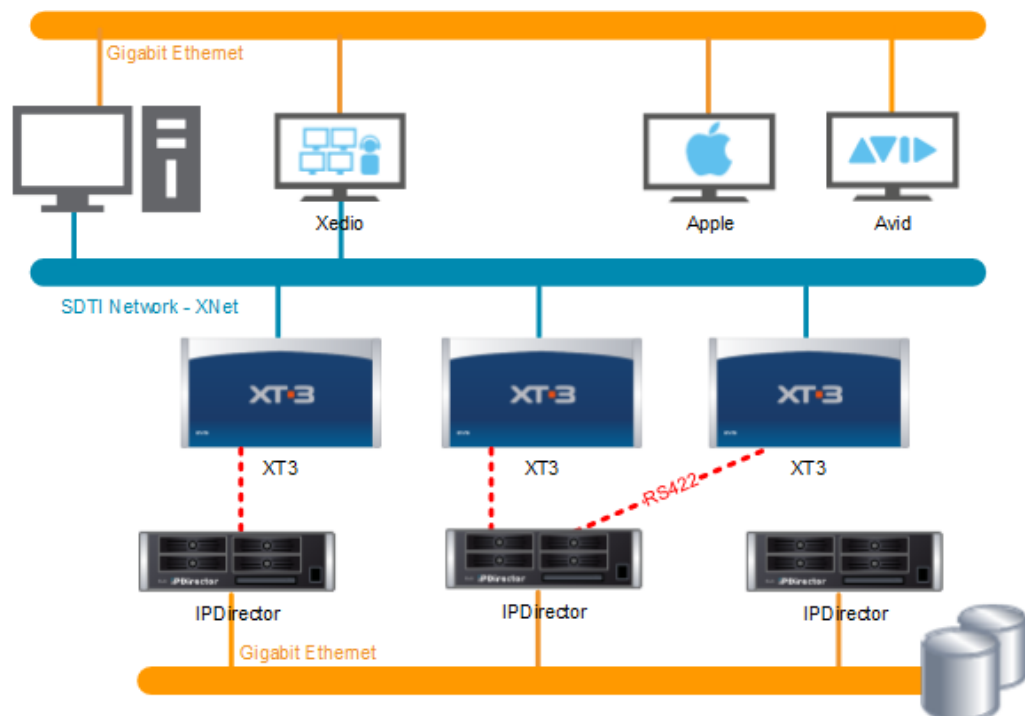 Gigabit Ethernet
AVID
Xedio
Apple
Avid
SDTI Network - XNet
XT3
XT3
XT3
XT3
XT3
XT3
RS422
iPDirector
iPDirector
iPDirector
IPDirector
IPDirector
IPDirector
Gigabit Ethernet